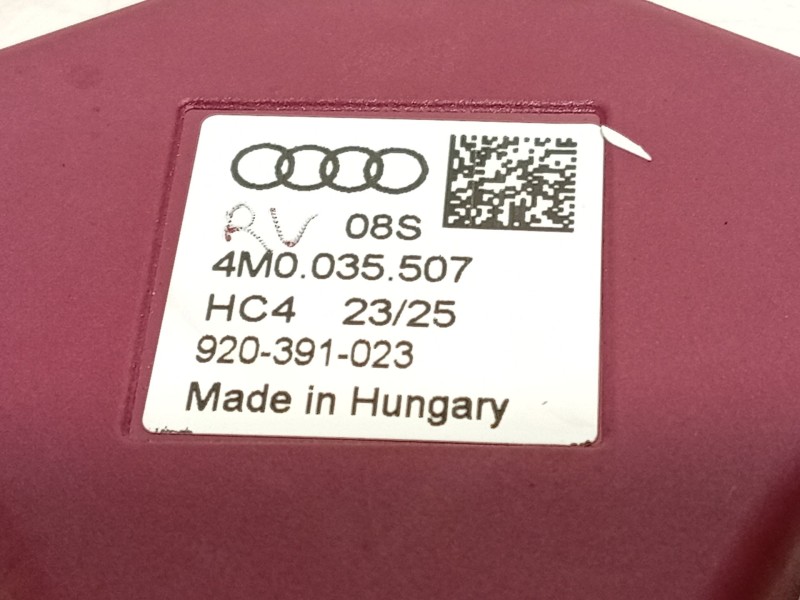 RV 08S
4M0.035.507
HC4 23/25
920-391-023
Made in Hungary